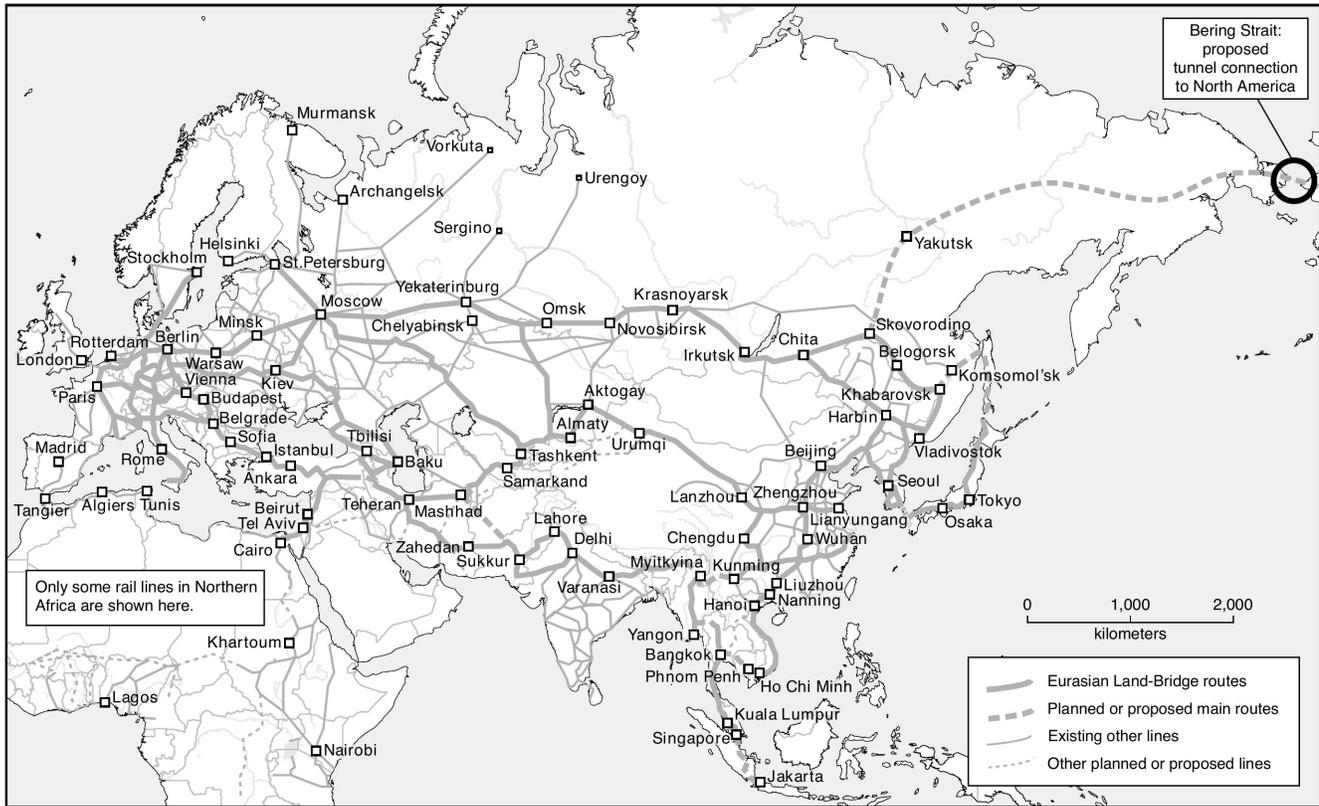 Bering Strait:
proposed
tunnel connection
to North America
Murmansk
Vorkuta
Urengoy
Archangelsk
Sergino
Yakutsk
Helsinki
Stockholm
St.Petersburg
Yekaterinburg
Krasnoyarsk
Moscow
Omsk
Chelyabinsk
Novosibirsk
Minsk
Skovorodino
Rotterdam
Berlin
Chita
London
Warsaw
Irkutsk
Belogorsk
Vienna
Kiev
Komsomol'sk
Paris
Budapest
Aktogay
Khabarovsk
Belgrade
Harbin
Almaty
Sofia
Tbilisi
Urumqi
Madrid
Istanbul
Beijing
Vladivostok
Rome
Baku
Tashkent
Ankara
Samarkand
Seoul
Lanzhou
Zhengzhou
Tokyo
Tangier
Algiers
Tunis
Beirut
Teheran
Mashhad
Lianyungang
Osaka
Tel Aviv
Lahore
Chengdu
Wuhan
Cairo
Zahedan
Delhi
Sukkur
Myitkyina
Kunming
Varanasi
Liuzhou
Nanning
Hanoi
Only some rail lines in Northern
Africa are shown here.
0
1,000
2,000
kilometers
Khartoum
Yangon
Bangkok
Phnom Penh
Ho Chi Minh
Lagos
Kuala Lumpur
Singapore
Nairobi
Jakarta
Eurasian Land-Bridge routes
Planned or proposed main routes
Existing other lines
Other planned or proposed lines